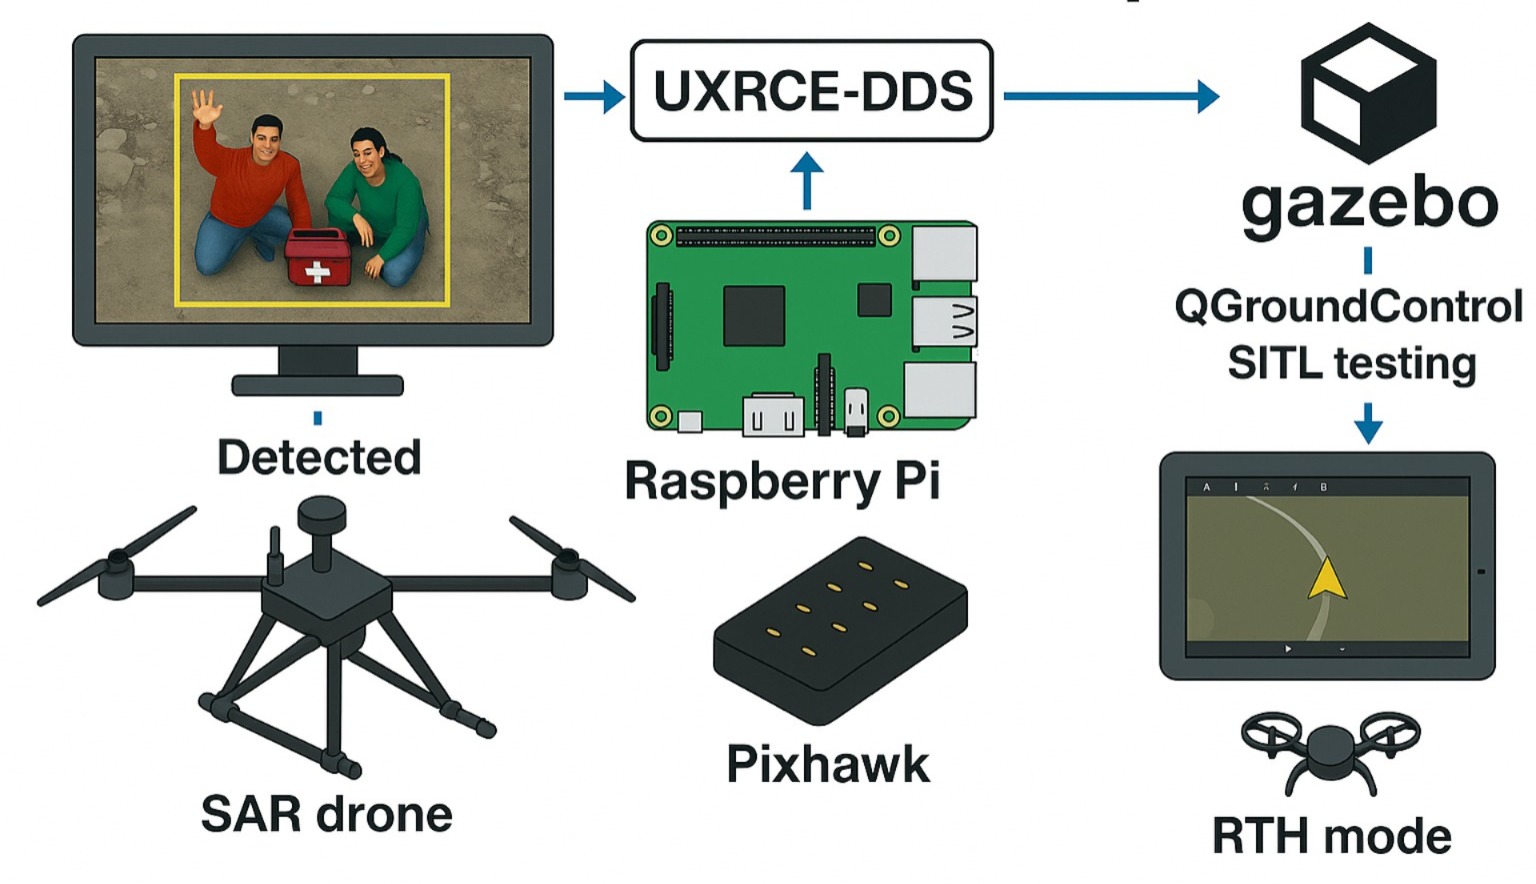 UXRCE-DDS
gazebo
QGroundControl
SITL testing
Detected
Raspberry Pi
A
B
Pixhawk
SAR drone
RTH mode